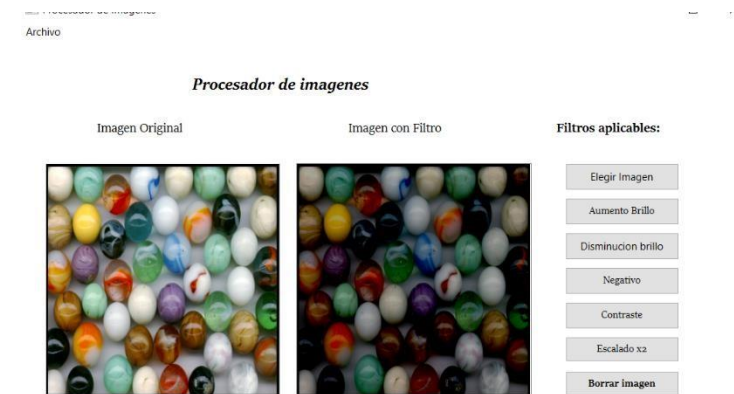 Archivo
Procesador de imagenes
Imagen Original
Imagen con Filtro
Filtros aplicables:
Elegir Imagen
Aumento Brillo
Disminucion brillo
Negativo
Contraste
Escalado x2
Borrar imagen